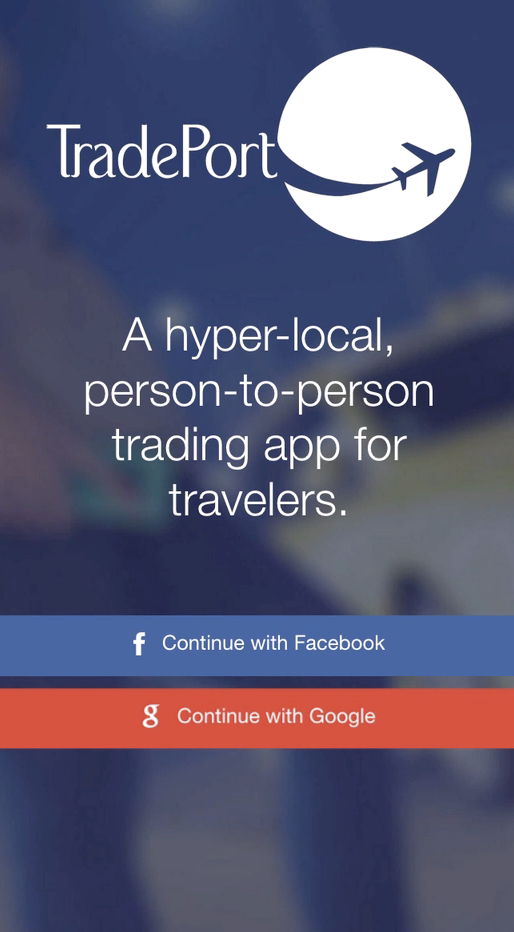 TradePort
A hyper-local,
person-to-person
trading app for
travelers.
f Continue with Facebook
g Continue with Google